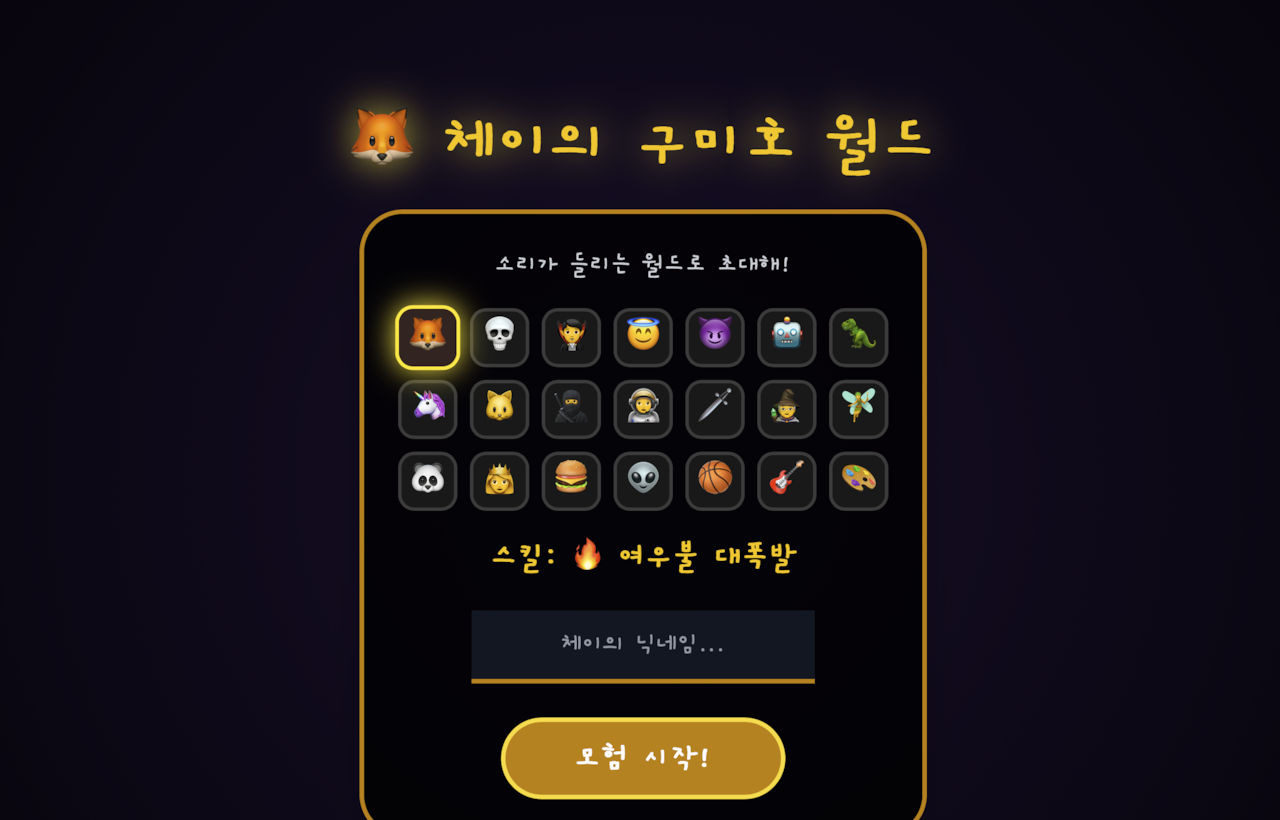 체이의 구미호 월드
소리가 들리는 월드로 초대해!
스킬: 🔥 여우불 대폭발
체이의 닉네임...
모험 시작!